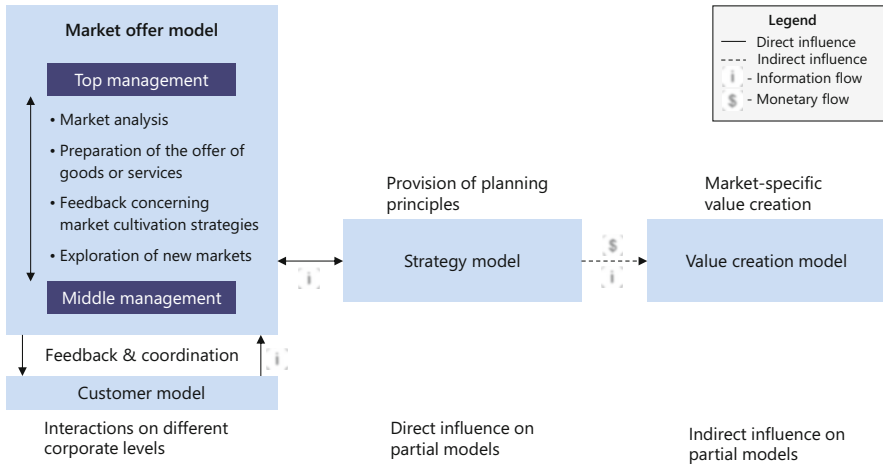 Market offer model
Top management
• Market analysis
• Preparation of the offer of
goods or services
• Feedback concerning
market cultivation strategies
• Exploration of new markets
Middle management
Feedback & coordination
i
Customer model
Interactions on different
corporate levels
i
Provision of planning
principles
Strategy model
Direct influence on
partial models
$
i
Market-specific
value creation
Value creation model
Indirect influence on
partial models
Legend
Direct influence
Indirect influence
i - Information flow
$ - Monetary flow